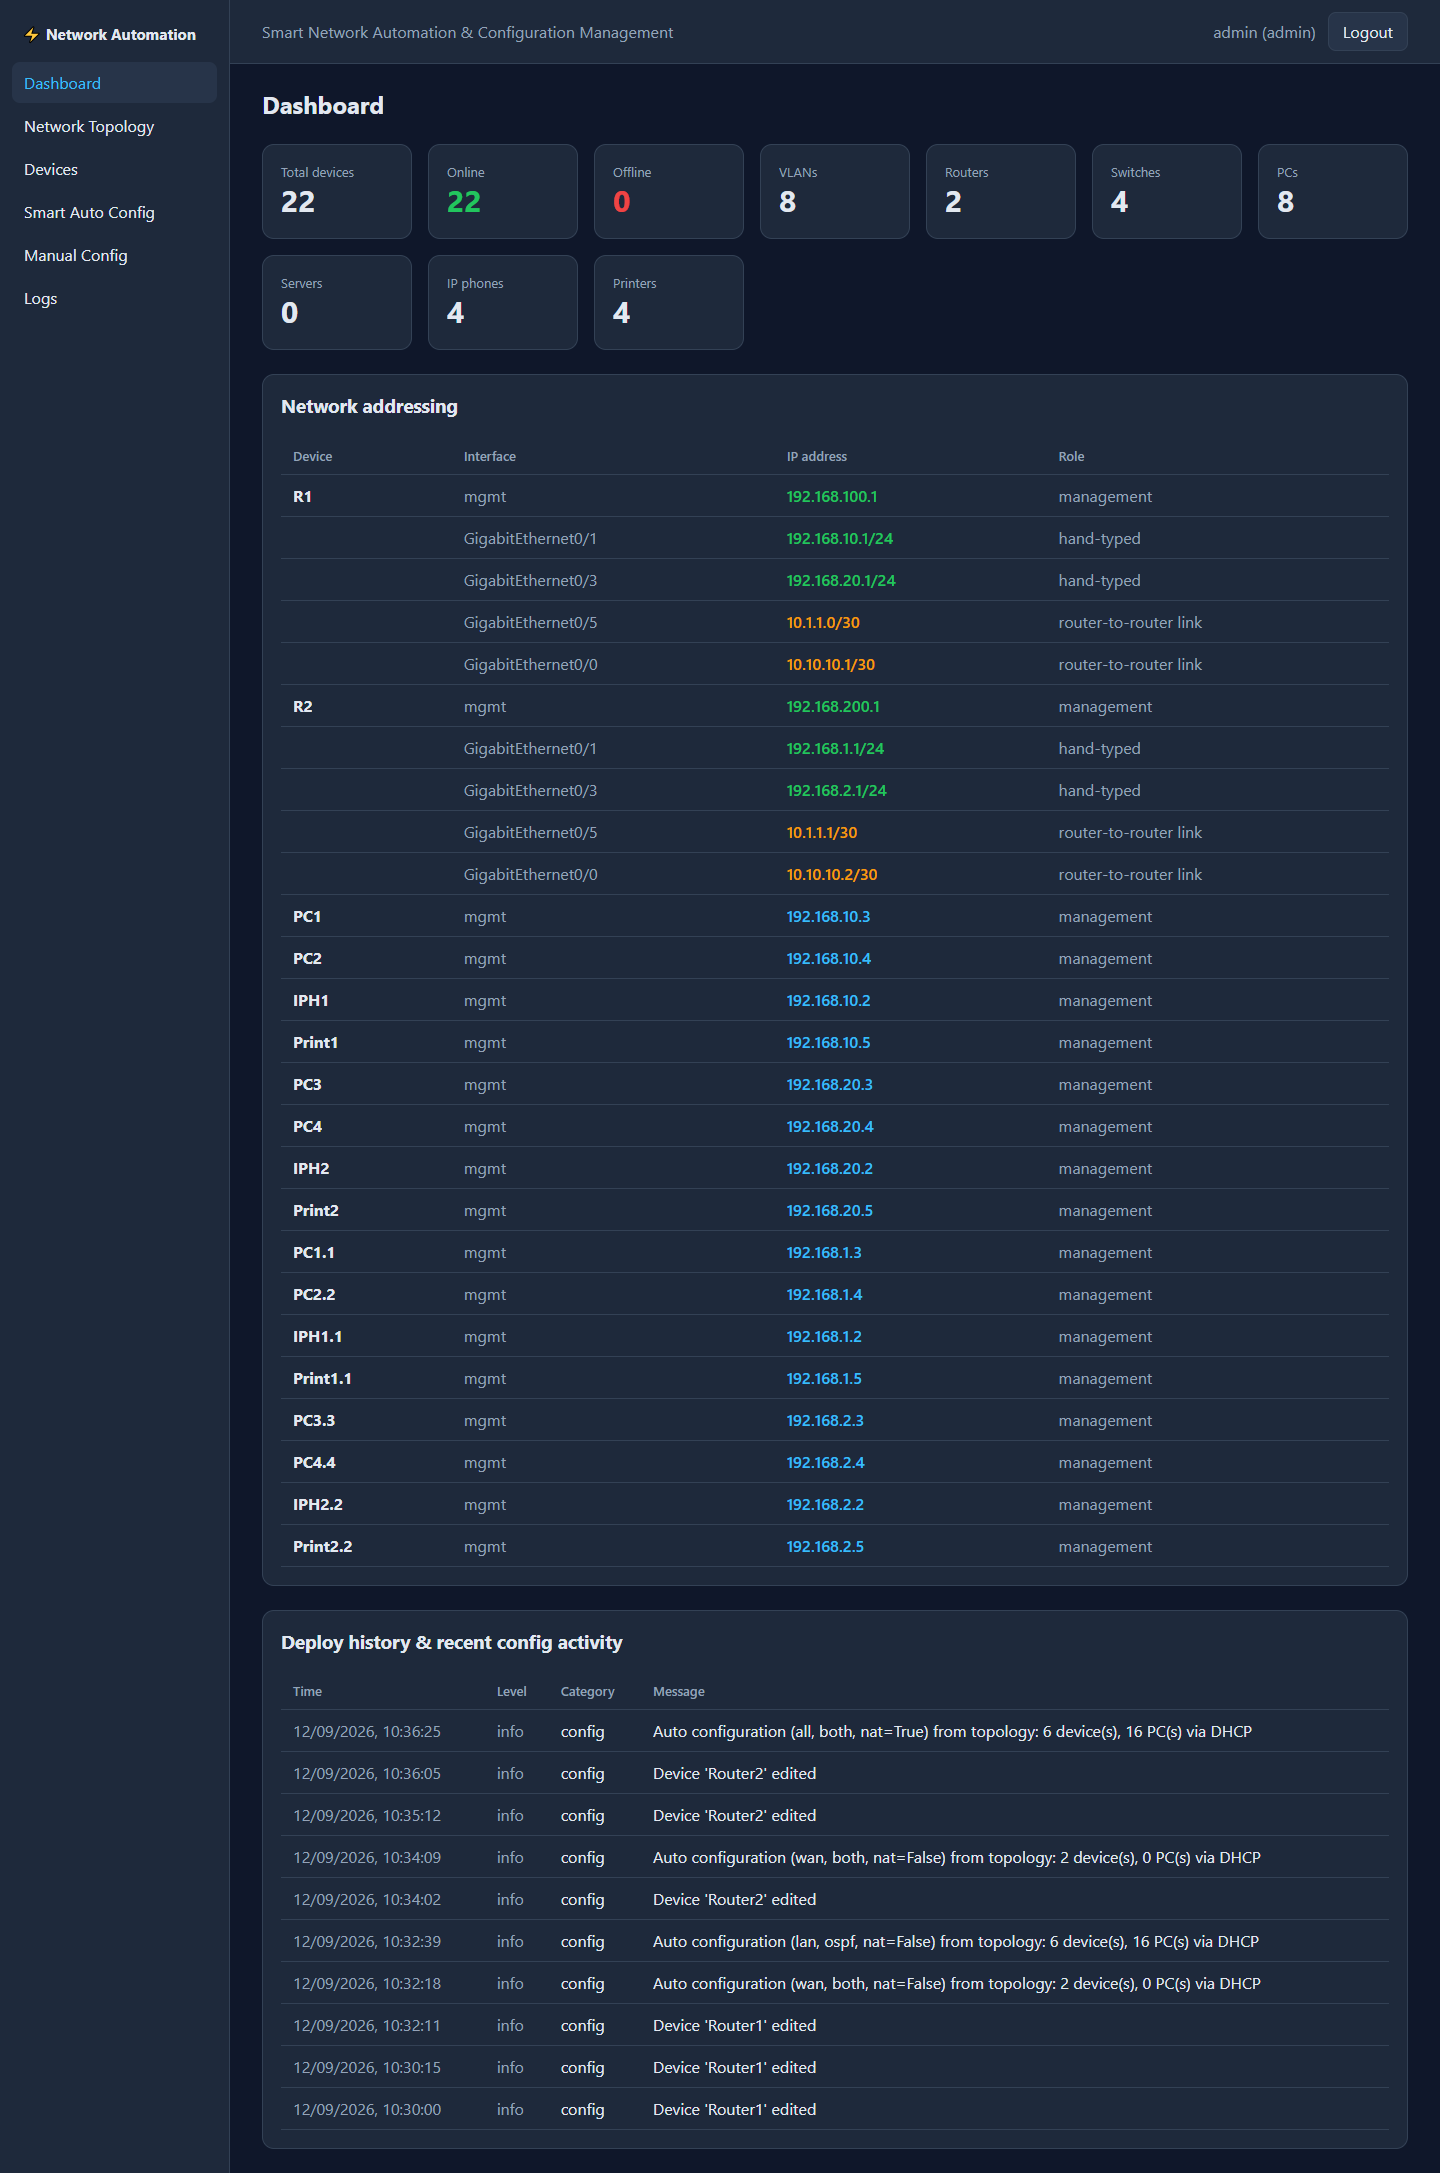 ⚡ Network Automation
Dashboard
Network Topology
Devices
Smart Auto Config
Manual Config
Logs
Smart Network Automation & Configuration Management
admin (admin) Logout
Dashboard
Total devices Online Offline VLANs Routers Switches PCs
22 22 0 8 2 4 8
Servers IP phones Printers
0 4 4
Network addressing
Device Interface IP address Role
R1 mgmt 192.168.100.1 management
GigabitEthernet0/1 192.168.10.1/24 hand-typed
GigabitEthernet0/3 192.168.20.1/24 hand-typed
GigabitEthernet0/5 10.1.1.0/30 router-to-router link
GigabitEthernet0/0 10.10.10.1/30 router-to-router link
R2 mgmt 192.168.200.1 management
GigabitEthernet0/1 192.168.1.1/24 hand-typed
GigabitEthernet0/3 192.168.2.1/24 hand-typed
GigabitEthernet0/5 10.1.1.1/30 router-to-router link
GigabitEthernet0/0 10.10.10.2/30 router-to-router link
PC1 mgmt 192.168.10.3 management
PC2 mgmt 192.168.10.4 management
IPH1 mgmt 192.168.10.2 management
Print1 mgmt 192.168.10.5 management
PC3 mgmt 192.168.20.3 management
PC4 mgmt 192.168.20.4 management
IPH2 mgmt 192.168.20.2 management
Print2 mgmt 192.168.20.5 management
PC1.1 mgmt 192.168.1.3 management
PC2.2 mgmt 192.168.1.4 management
IPH1.1 mgmt 192.168.1.2 management
Print1.1 mgmt 192.168.1.5 management
PC3.3 mgmt 192.168.2.3 management
PC4.4 mgmt 192.168.2.4 management
IPH2.2 mgmt 192.168.2.2 management
Print2.2 mgmt 192.168.2.5 management
Deploy history & recent config activity
Time Level Category Message
12/09/2026, 10:36:25 info config Auto configuration (all, both, nat=True) from topology: 6 device(s), 16 PC(s) via DHCP
12/09/2026, 10:36:05 info config Device 'Router2' edited
12/09/2026, 10:35:12 info config Device 'Router2' edited
12/09/2026, 10:34:09 info config Auto configuration (wan, both, nat=False) from topology: 2 device(s), 0 PC(s) via DHCP
12/09/2026, 10:34:02 info config Device 'Router2' edited
12/09/2026, 10:32:39 info config Auto configuration (lan, ospf, nat=False) from topology: 6 device(s), 16 PC(s) via DHCP
12/09/2026, 10:32:18 info config Auto configuration (wan, both, nat=False) from topology: 2 device(s), 0 PC(s) via DHCP
12/09/2026, 10:32:11 info config Device 'Router1' edited
12/09/2026, 10:30:15 info config Device 'Router1' edited
12/09/2026, 10:30:00 info config Device 'Router1' edited